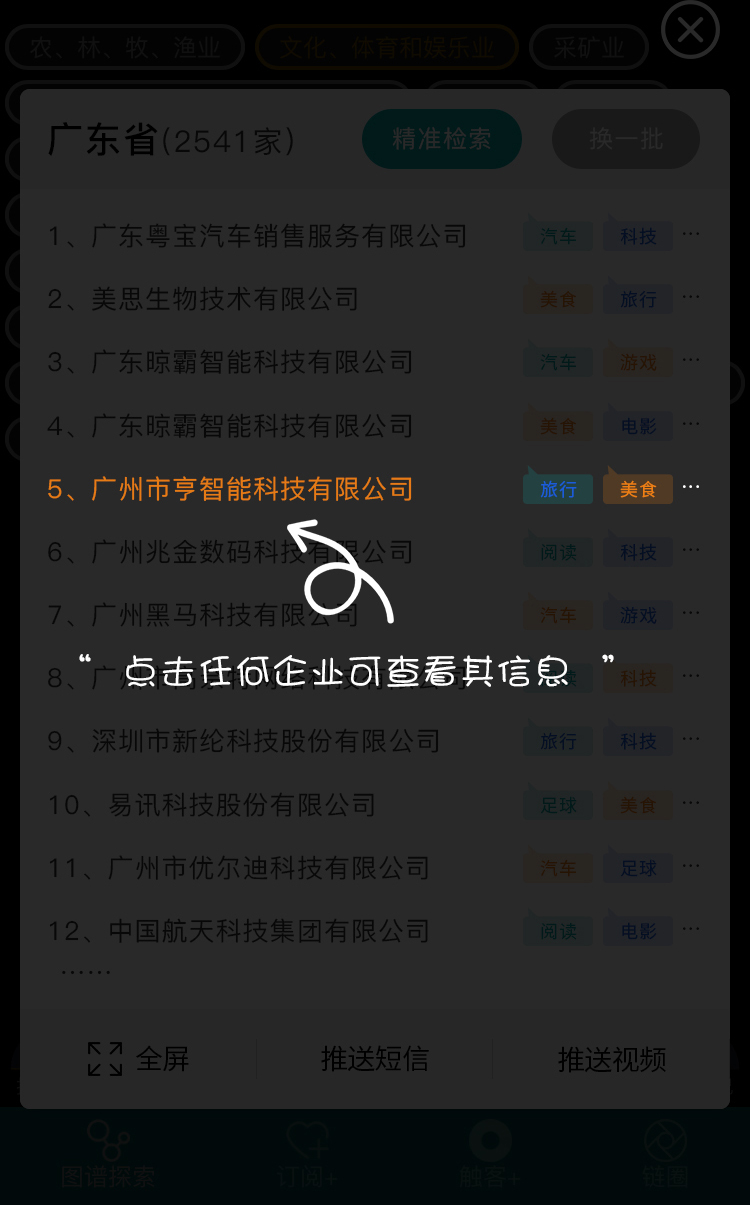 农、林、牧、渔业 文化、体育和娱乐业 采矿业
广东省(2541家) 精准检索 换一批
1、广东粤宝汽车销售服务有限公司 汽车 科技 ...
2、美思生物技术有限公司 美食 旅行 ...
3、广东晾霸智能科技有限公司 汽车 游戏 ...
4、广东晾霸智能科技有限公司 美食 电影 ...
5、广州市亨智能科技有限公司 旅行 美食 ...
6、广州兆金数码科技有限公司 阅读 科技 ...
7、广州黑马科技有限公司 汽车 游戏 ...
“ 点击任何企业可查看其信息 ”
8、广州 科技有限公司 科技 ...
9、深圳市新纶科技股份有限公司 旅行 科技 ...
10、易讯科技股份有限公司 足球 美食 ...
11、广州市优尔迪科技有限公司 汽车 足球 ...
12、中国航天科技集团有限公司 阅读 电影 ...
......
全屏 推送短信 推送视频
图谱探索 订阅+ 触客+ 链圈